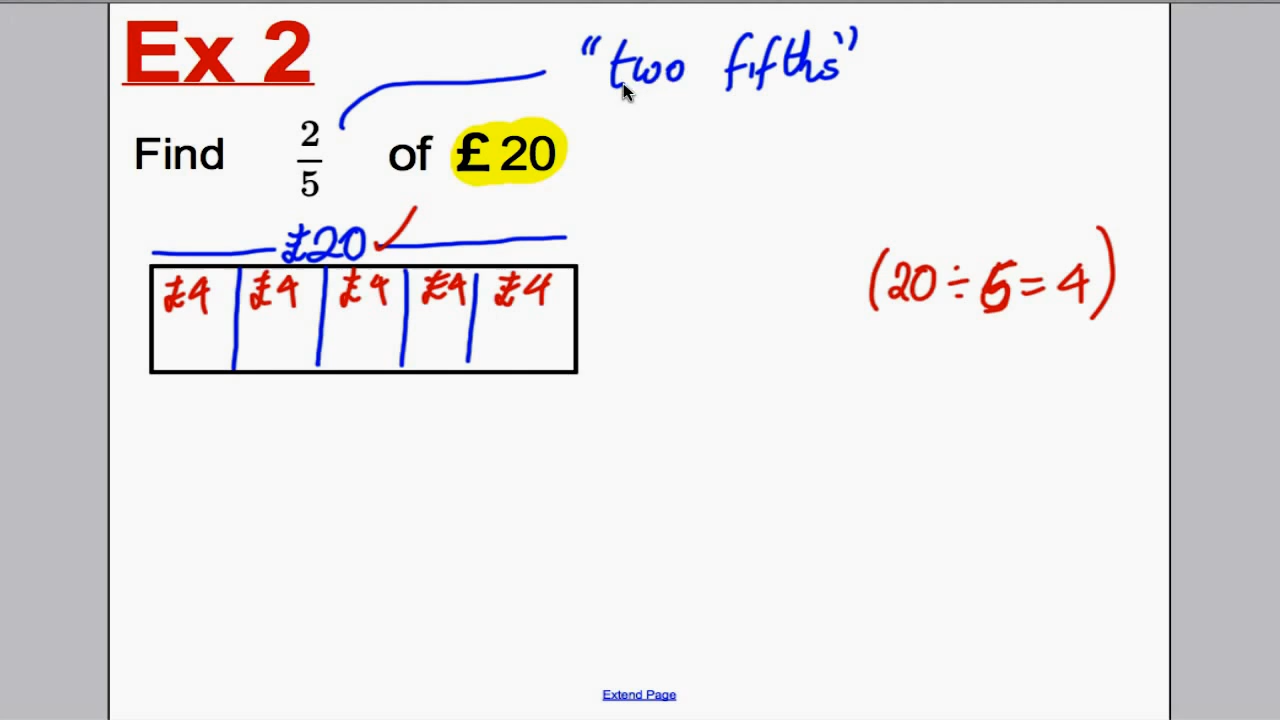 Ex 2
"two fifths"
Find 2/5 of £20
£20
£4 £4 £4 £4 £4
(20 ÷ 5 = 4)
Extend Page